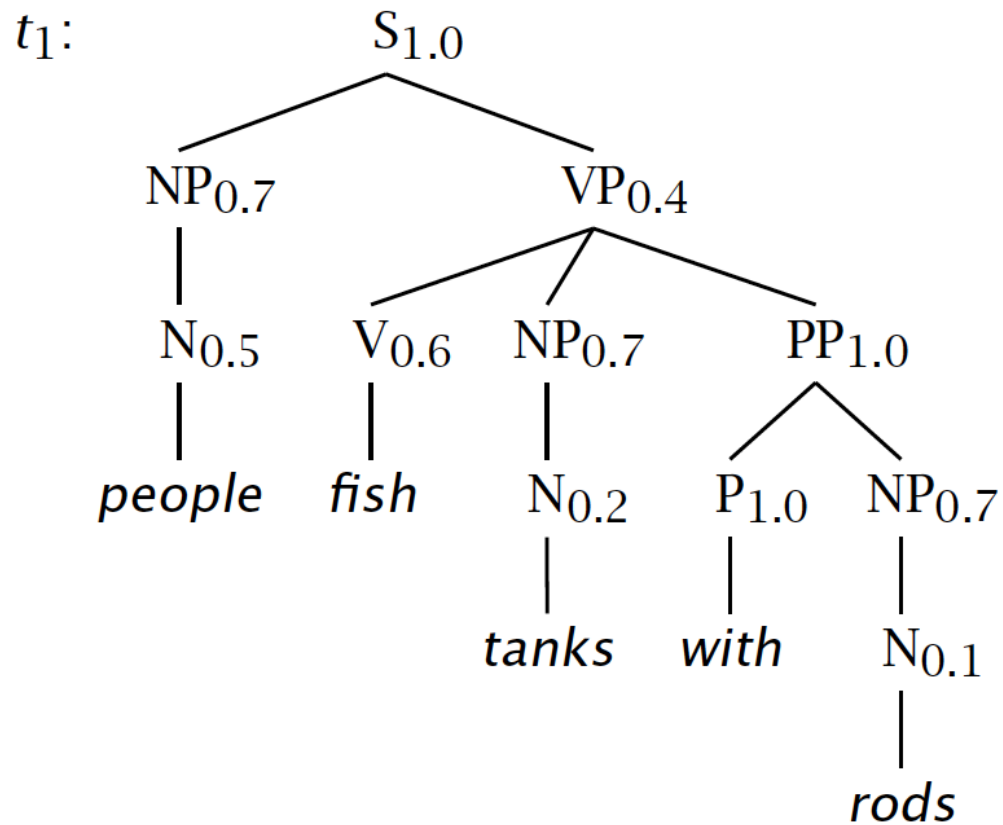 t₁: S₁.₀
NP₀.₇ VP₀.₄
N₀.₅ V₀.₆ NP₀.₇ PP₁.₀
people fish N₀.₂ P₁.₀ NP₀.₇
tanks with N₀.₁
rods